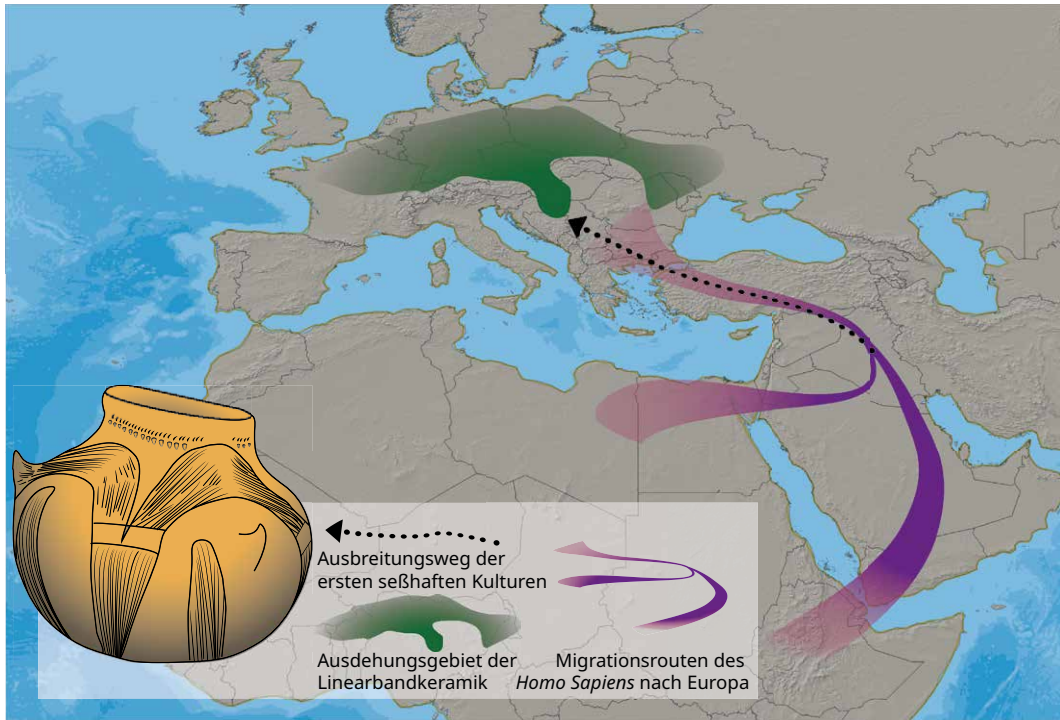 Ausbreitungsweg der
ersten seßhaften Kulturen
Ausdehungsgebiet der
Linearbandkeramik
Migrationsrouten des
Homo Sapiens nach Europa